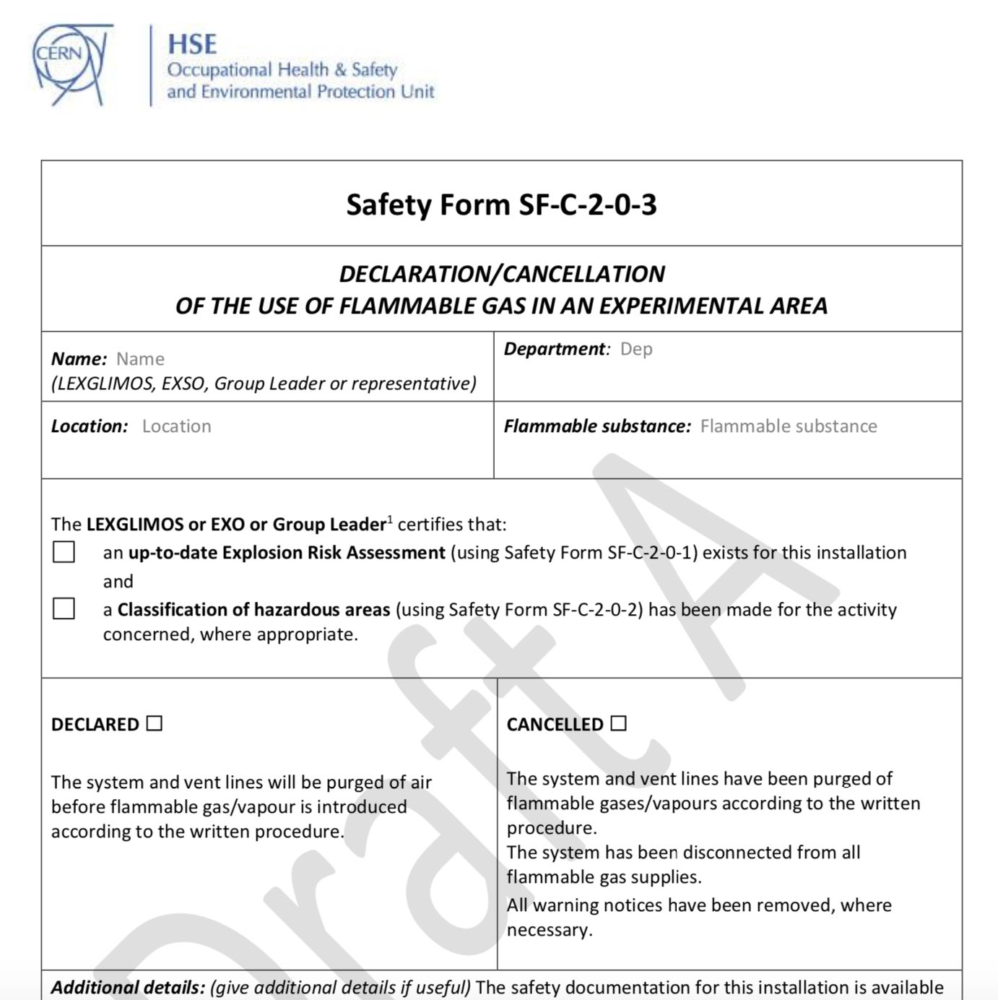 CERN
HSE
Occupational Health & Safety
and Environmental Protection Unit
Safety Form SF-C-2-0-3
DECLARATION/CANCELLATION
OF THE USE OF FLAMMABLE GAS IN AN EXPERIMENTAL AREA
Name: Name
(LEXGLIMOS, EXSO, Group Leader or representative)
Department: Dep
Location: Location
Flammable substance: Flammable substance
The LEXGLIMOS or EXO or Group Leader¹ certifies that:
☐ an up-to-date Explosion Risk Assessment (using Safety Form SF-C-2-0-1) exists for this installation
and
☐ a Classification of hazardous areas (using Safety Form SF-C-2-0-2) has been made for the activity
concerned, where appropriate.
DECLARED ☐
The system and vent lines will be purged of air
before flammable gas/vapour is introduced
according to the written procedure.
CANCELLED ☐
The system and vent lines have been purged of
flammable gases/vapours according to the written
procedure.
The system has been disconnected from all
flammable gas supplies.
All warning notices have been removed, where
necessary.
Additional details: (give additional details if useful) The safety documentation for this installation is available
Draft A